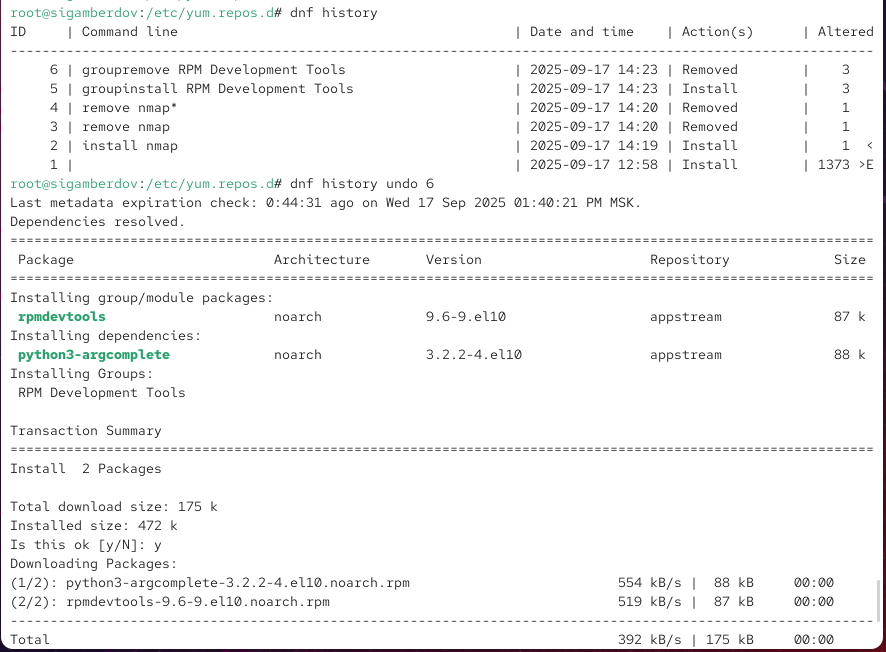 root@sigamberdov:/etc/yum.repos.d# dnf history
ID     | Command line                                                  | Date and time    | Action(s)      | Altered
------------------------------------------------------------------------------------------------------------
     6 | groupremove RPM Development Tools                     | 2025-09-17 14:23 | Removed        |    3
     5 | groupinstall RPM Development Tools                    | 2025-09-17 14:23 | Install        |    3
     4 | remove nmap*                                          | 2025-09-17 14:20 | Removed        |    1
     3 | remove nmap                                           | 2025-09-17 14:20 | Removed        |    1
     2 | install nmap                                          | 2025-09-17 14:19 | Install        |    1  <
     1 |                                                       | 2025-09-17 12:58 | Install        | 1373 >E
root@sigamberdov:/etc/yum.repos.d# dnf history undo 6
Last metadata expiration check: 0:44:31 ago on Wed 17 Sep 2025 01:40:21 PM MSK.
Dependencies resolved.
============================================================================================================
 Package                         Architecture       Version                     Repository             Size
============================================================================================================
Installing group/module packages:
 rpmdevtools                     noarch             9.6-9.el10                  appstream              87 k
Installing dependencies:
 python3-argcomplete             noarch             3.2.2-4.el10                appstream              88 k
Installing Groups:
 RPM Development Tools
Transaction Summary
============================================================================================================
Install  2 Packages
Total download size: 175 k
Installed size: 472 k
Is this ok [y/N]: y
Downloading Packages:
(1/2): python3-argcomplete-3.2.2-4.el10.noarch.rpm                          554 kB/s |  88 kB     00:00
(2/2): rpmdevtools-9.6-9.el10.noarch.rpm                                    519 kB/s |  87 kB     00:00
------------------------------------------------------------------------------------------------------------
Total                                                                       392 kB/s | 175 kB     00:00